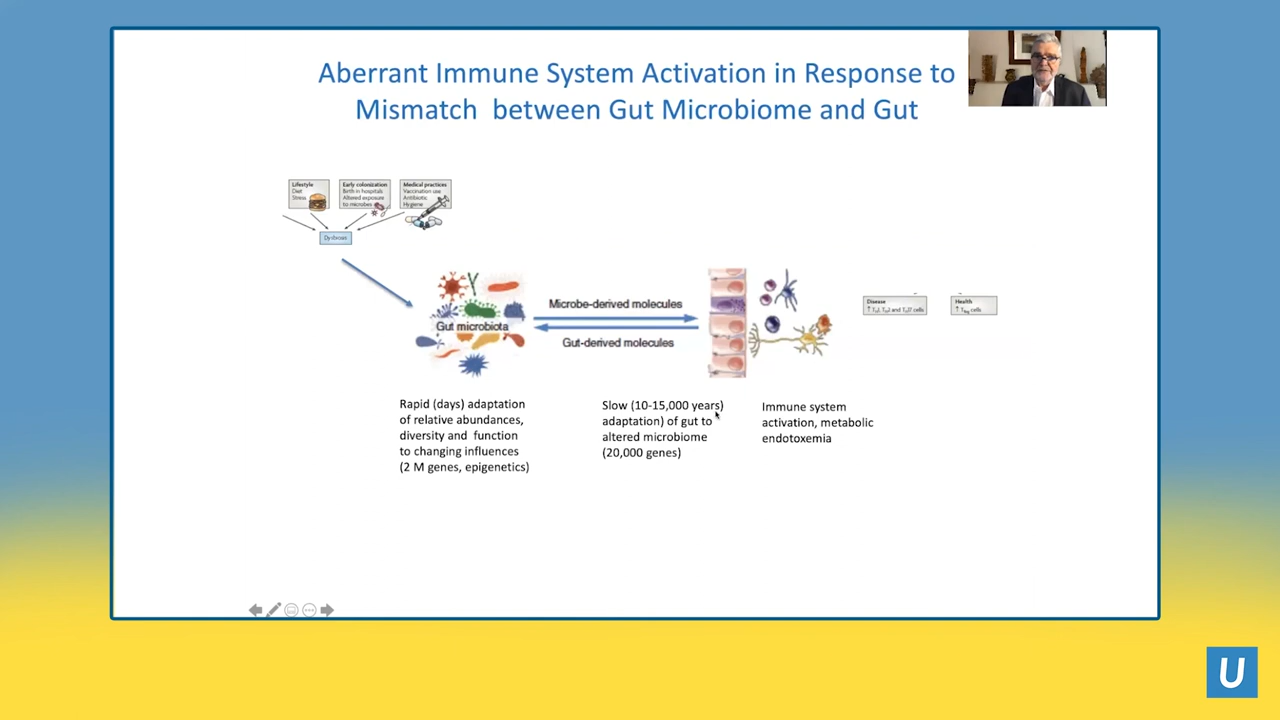 Aberrant Immune System Activation in Response to
Mismatch between Gut Microbiome and Gut
Lifestyle
Diet
Stress
Early colonization
Birth in hospitals
Altered exposure
to microbes
Medical practices
Vaccination use
Antibiotic
Hygiene
Dysbiosis
Gut microbiota
Microbe-derived molecules
Gut-derived molecules
Disease
↑ TH1, TH2 and TH17 cells
Health
↑ Treg cells
Rapid (days) adaptation
of relative abundances,
diversity and function
to changing influences
(2 M genes, epigenetics)
Slow (10-15,000 years)
adaptation) of gut to
altered microbiome
(20,000 genes)
Immune system
activation, metabolic
endotoxemia
U